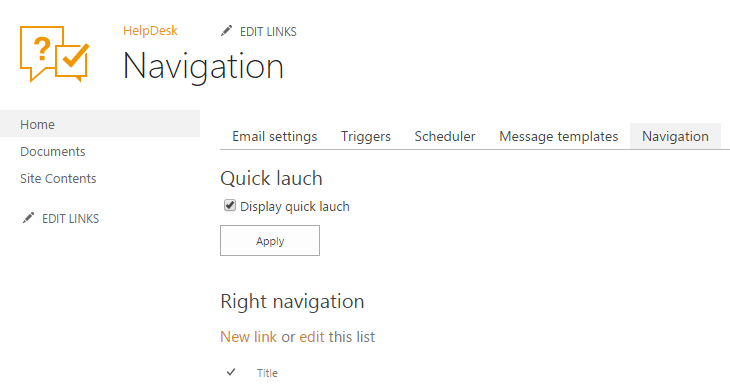 HelpDesk
EDIT LINKS
Navigation
Home
Documents
Site Contents
EDIT LINKS
Email settings Triggers Scheduler Message templates Navigation
Quick lauch
Display quick lauch
Apply
Right navigation
New link or edit this list
Title